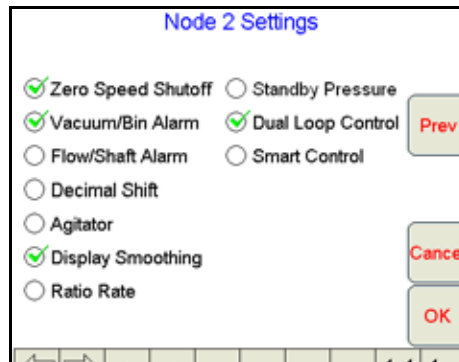 Node 2 Settings
Zero Speed Shutoff
Standby Pressure
Vacuum/Bin Alarm
Dual Loop Control
Prev
Flow/Shaft Alarm
Smart Control
Decimal Shift
Agitator
Cance
Display Smoothing
Ratio Rate
OK